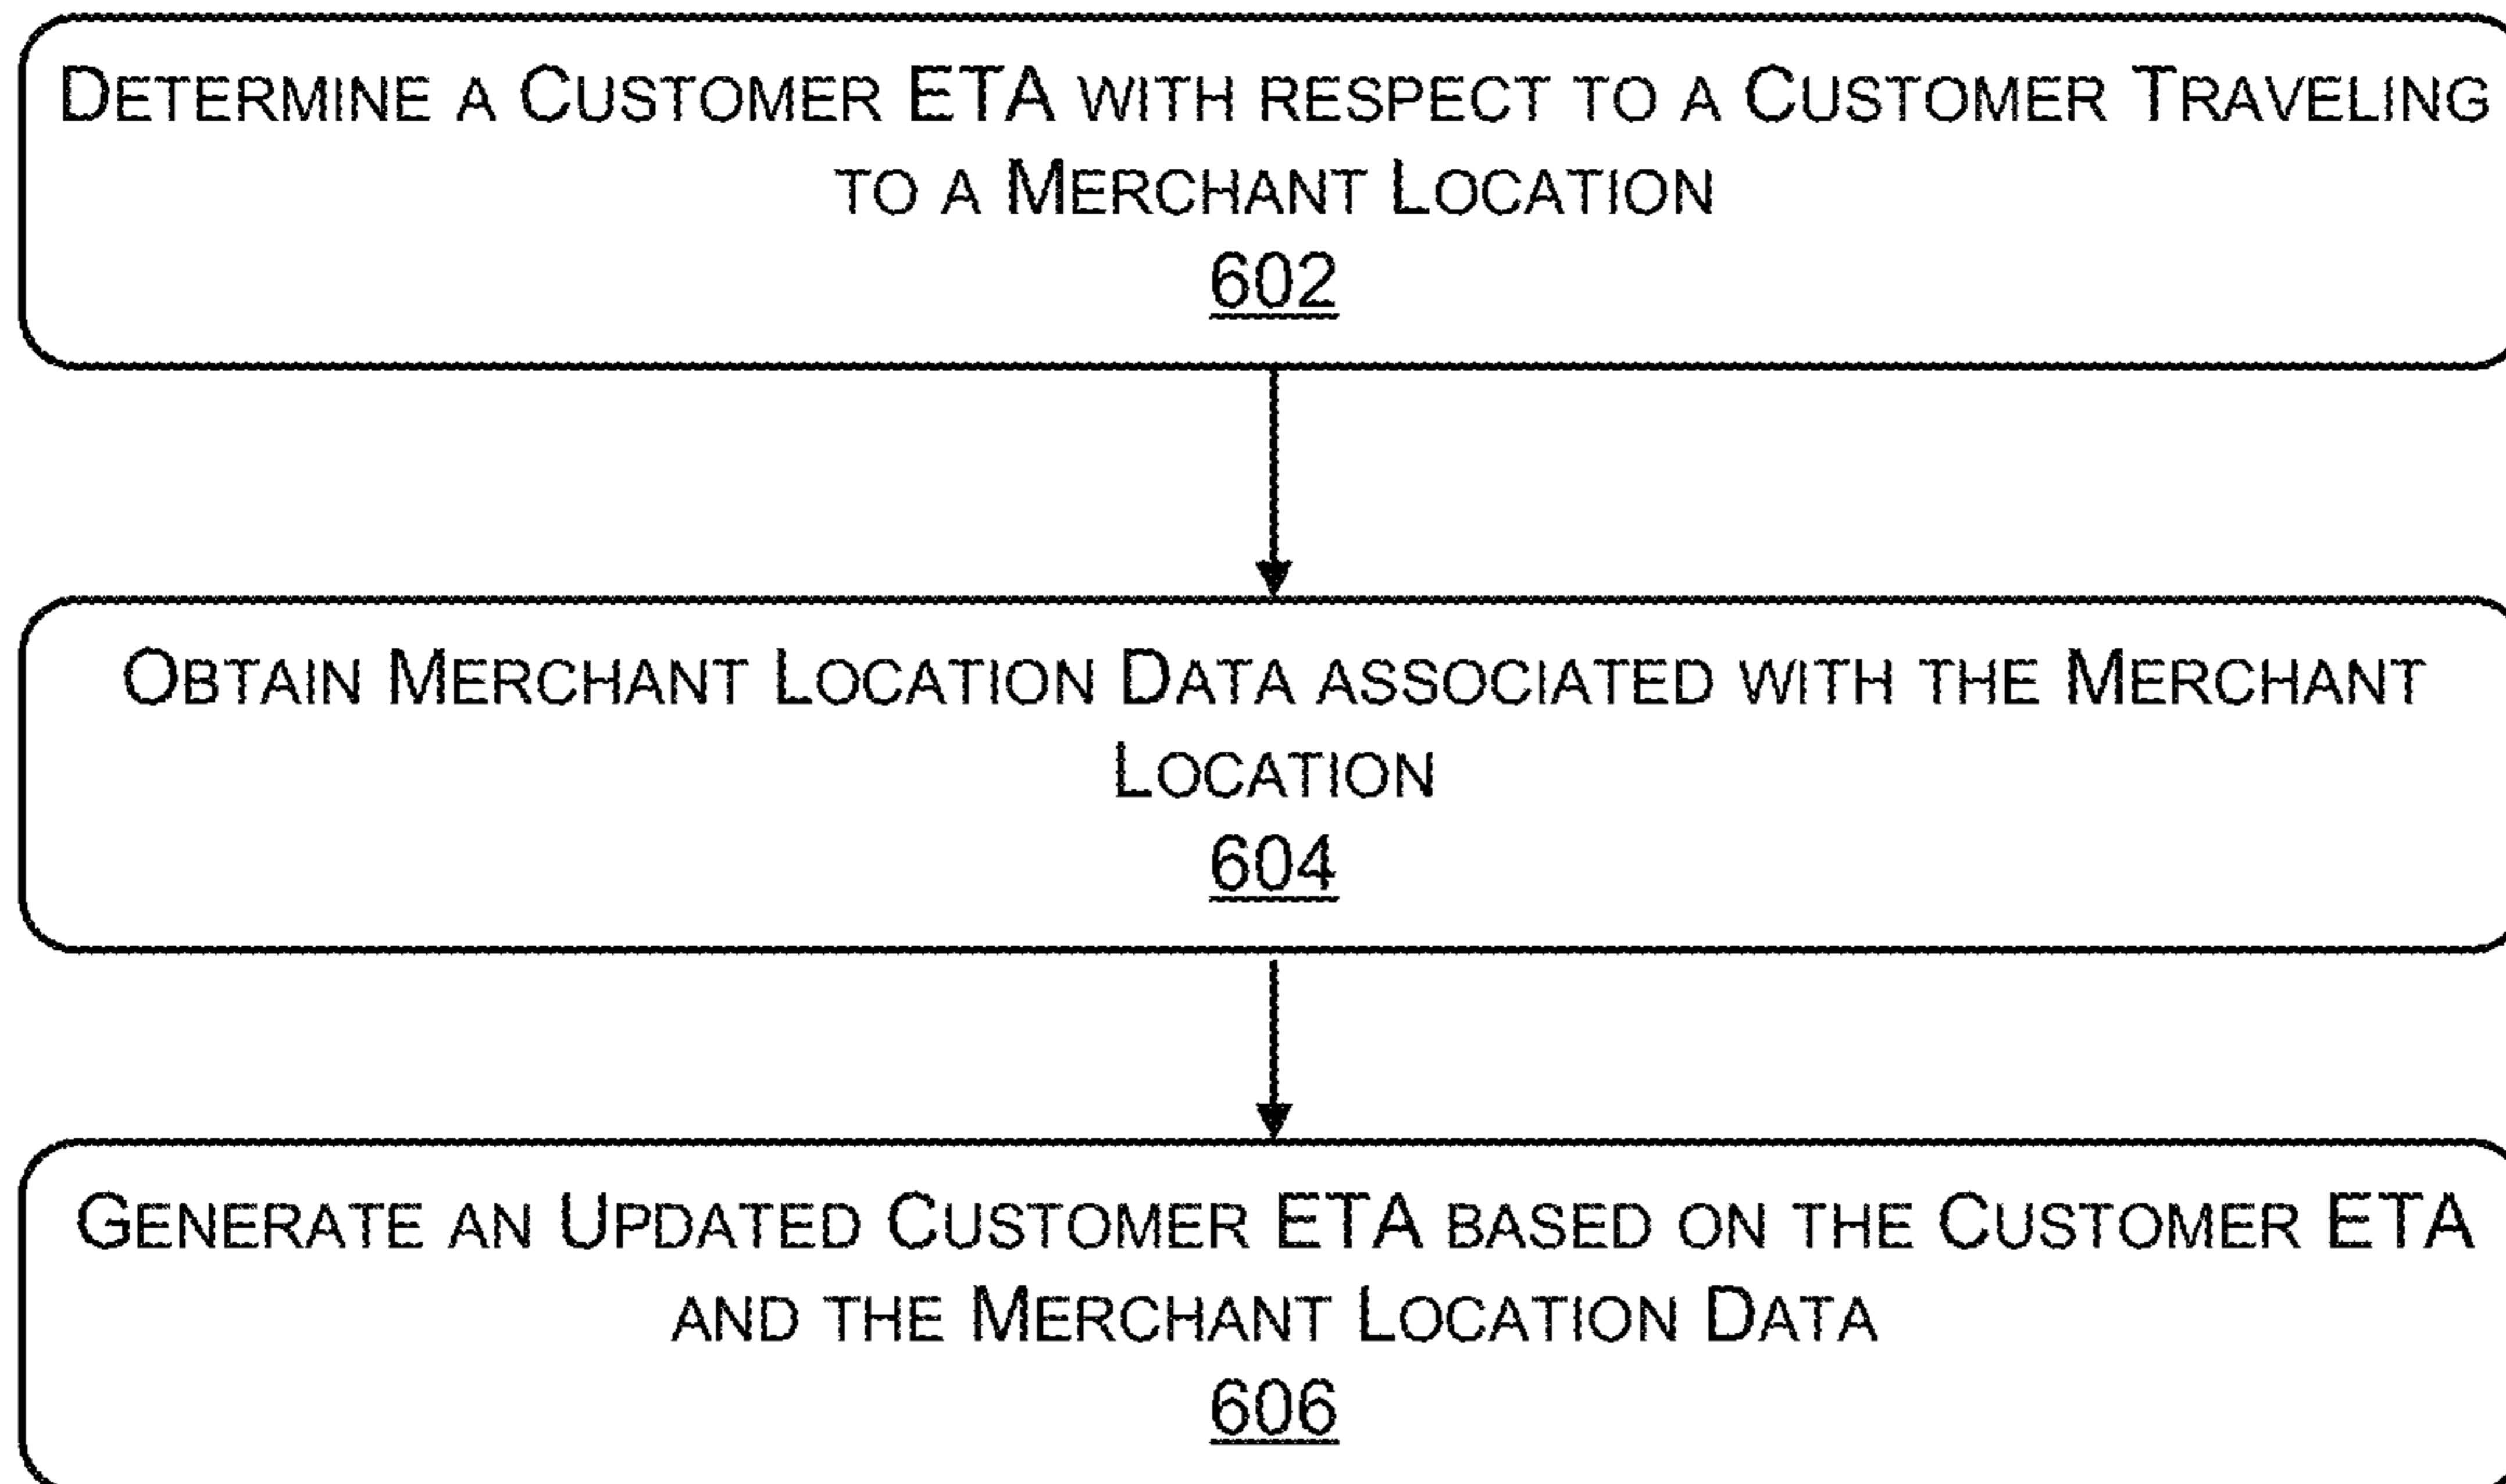 Determine a Customer ETA with respect to a Customer Traveling
to a Merchant Location
602
Obtain Merchant Location Data associated with the Merchant
Location
604
Generate an Updated Customer ETA based on the Customer ETA
and the Merchant Location Data
606